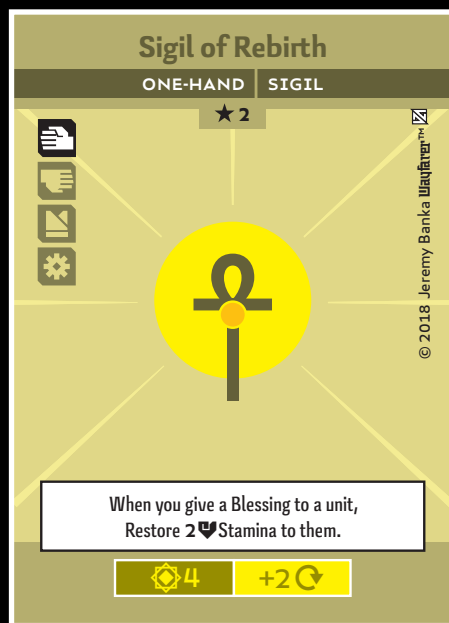 Sigil of Rebirth
ONE-HAND SIGIL
★2
© 2018 Jeremy Banka Wayfarer™
When you give a Blessing to a unit,
Restore 2 Stamina to them.
4 +2